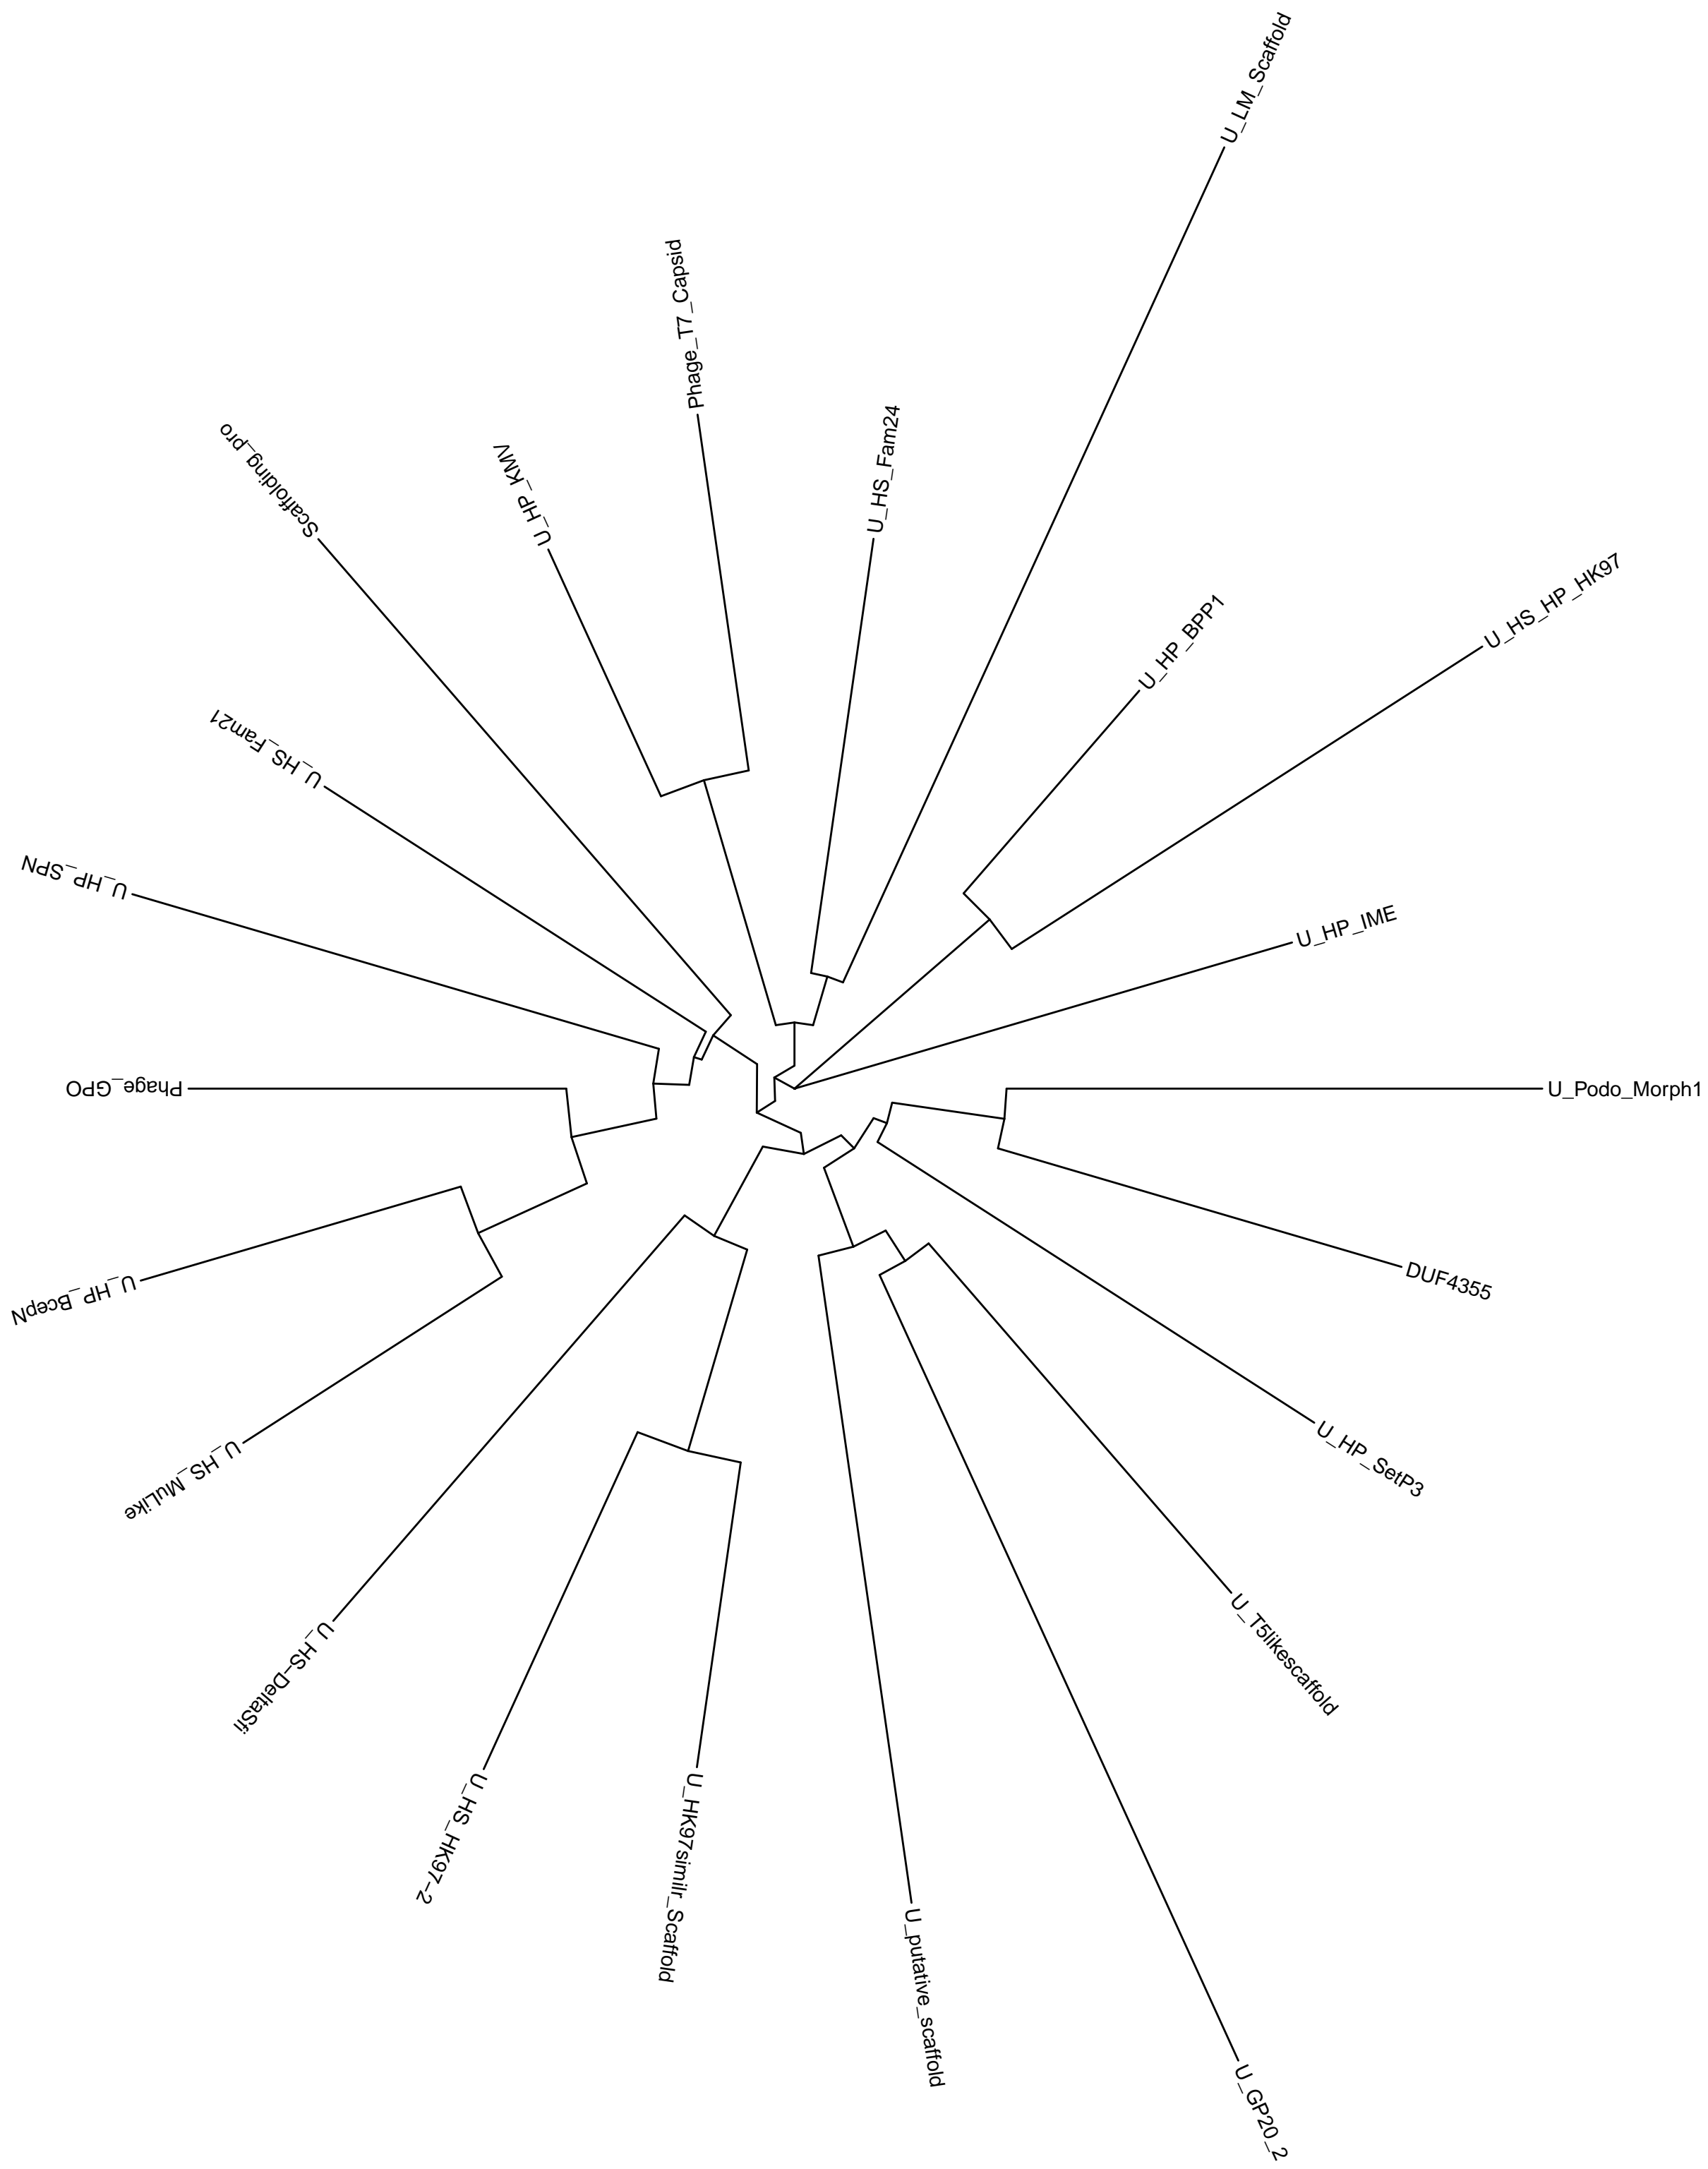 U_LM_Scaffold
Phage_T7_Capsid
U_HS_Fam24
Scaffolding_pro
U_HP_KMV
U_HS_HP_HK97
U_HP_BPP1
U_HS_Fam21
U_HP_SPN
U_HP_IME
Phage_GPO
U_Podo_Morph1
U_HP_BcepN
DUF4355
U_HS_MuLike
U_HP_SetP3
U_HS-DeltaSfi
U_T5likescaffold
U_HS_HK97-2
U_HK97similr_Scaffold
U_putative_scaffold
U_GP20_2